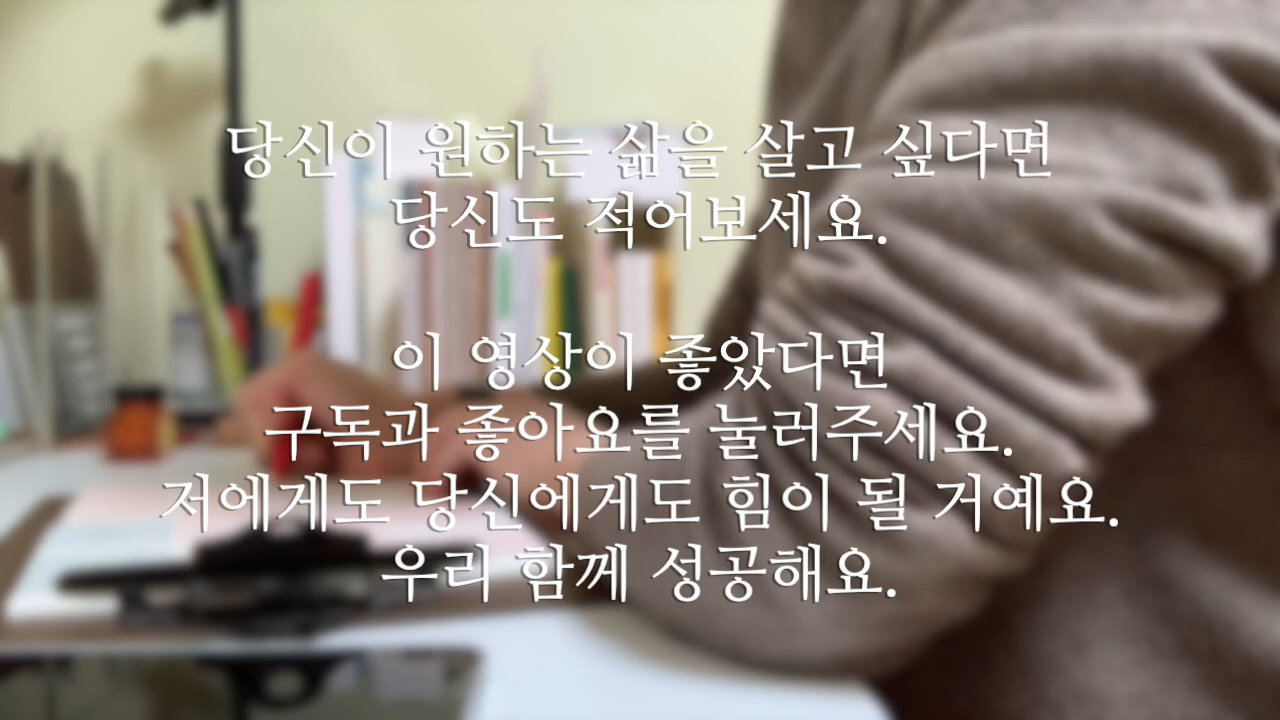 당신이 원하는 삶을 살고 싶다면
당신도 적어보세요.
이 영상이 좋았다면
구독과 좋아요를 눌러주세요.
저에게도 당신에게도 힘이 될 거예요.
우리 함께 성공해요.